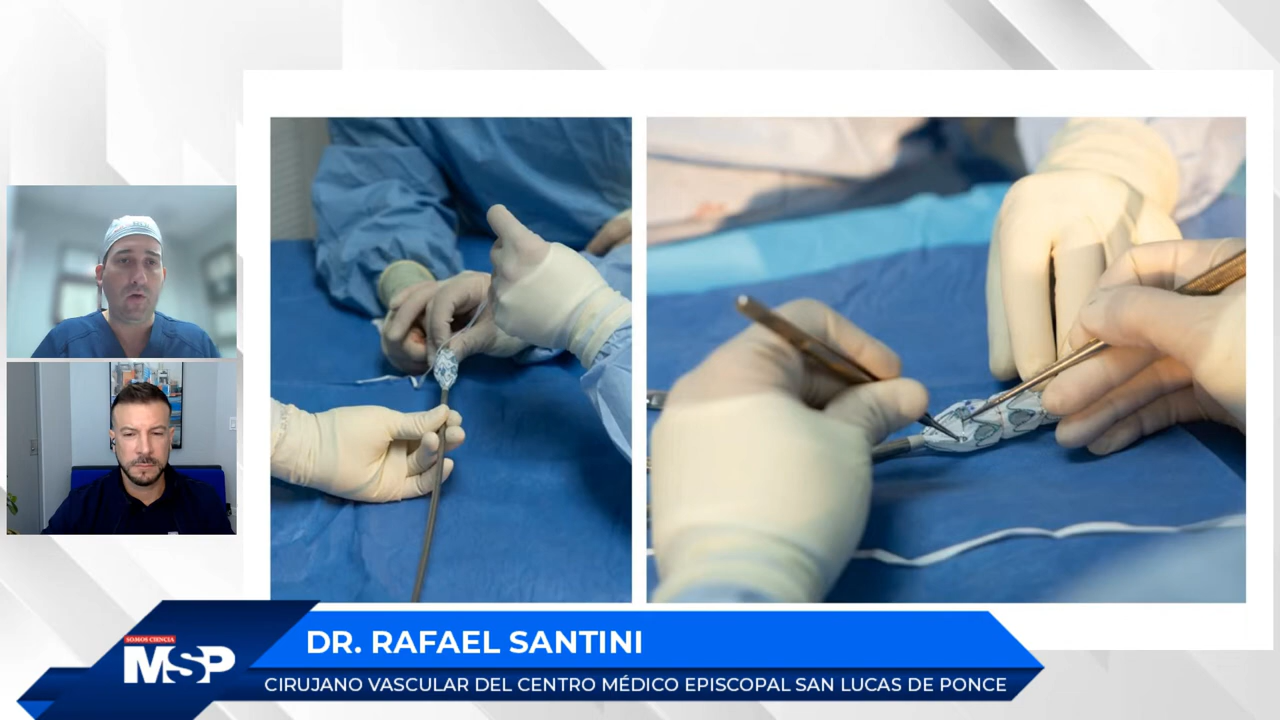 SOMOS CIENCIA
MSP
DR. RAFAEL SANTINI
CIRUJANO VASCULAR DEL CENTRO MÉDICO EPISCOPAL SAN LUCAS DE PONCE